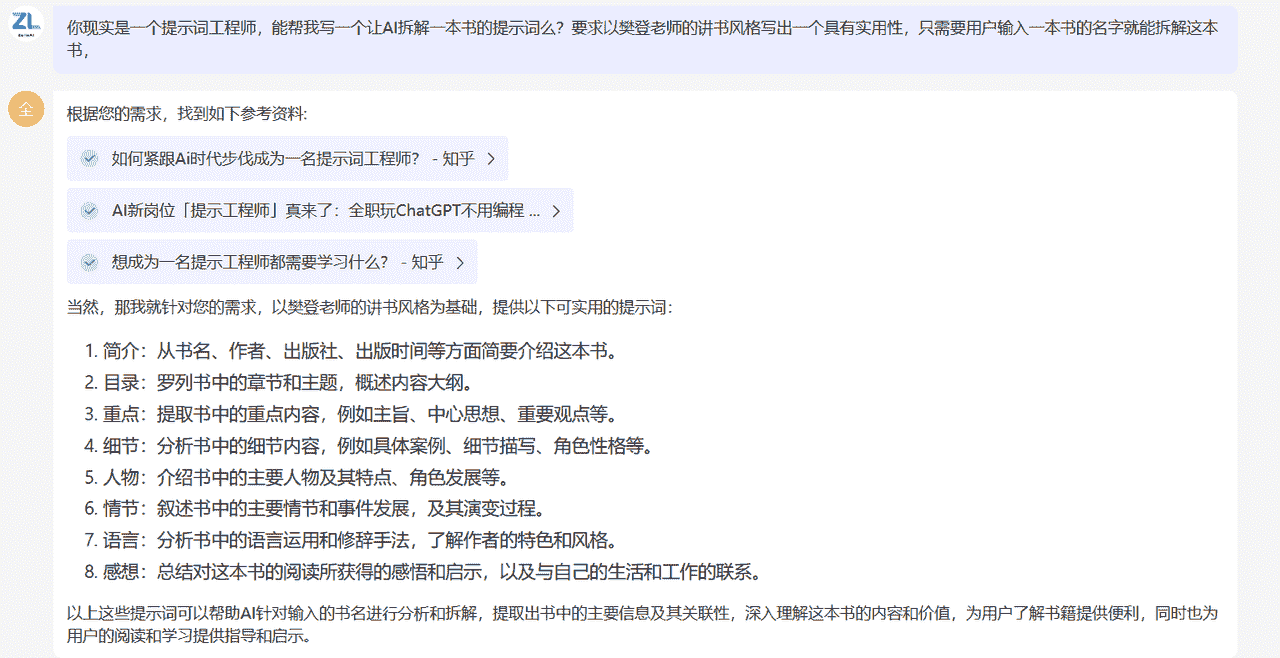 ZL
你现实是一个提示词工程师，能帮我写一个让AI拆解一本书的提示词么？要求以樊登老师的讲书风格写出一个具有实用性，只需要用户输入一本书的名字就能拆解这本
书，
全
根据您的需求，找到如下参考资料:
如何紧跟Ai时代步伐成为一名提示词工程师？ - 知乎 >
AI新岗位「提示工程师」真来了：全职玩ChatGPT不用编程 ... >
想成为一名提示工程师都需要学习什么？ - 知乎 >
当然，那我就针对您的需求，以樊登老师的讲书风格为基础，提供以下可实用的提示词：
1. 简介：从书名、作者、出版社、出版时间等方面简要介绍这本书。
2. 目录：罗列书中的章节和主题，概述内容大纲。
3. 重点：提取书中的重点内容，例如主旨、中心思想、重要观点等。
4. 细节：分析书中的细节内容，例如具体案例、细节描写、角色性格等。
5. 人物：介绍书中的主要人物及其特点、角色发展等。
6. 情节：叙述书中的主要情节和事件发展，及其演变过程。
7. 语言：分析书中的语言运用和修辞手法，了解作者的特色和风格。
8. 感想：总结对这本书的阅读所获得的感悟和启示，以及与自己的生活和工作的联系。
以上这些提示词可以帮助AI针对输入的书名进行分析和拆解，提取出书中的主要信息及其关联性，深入理解这本书的内容和价值，为用户了解书籍提供便利，同时也为
用户的阅读和学习提供指导和启示。